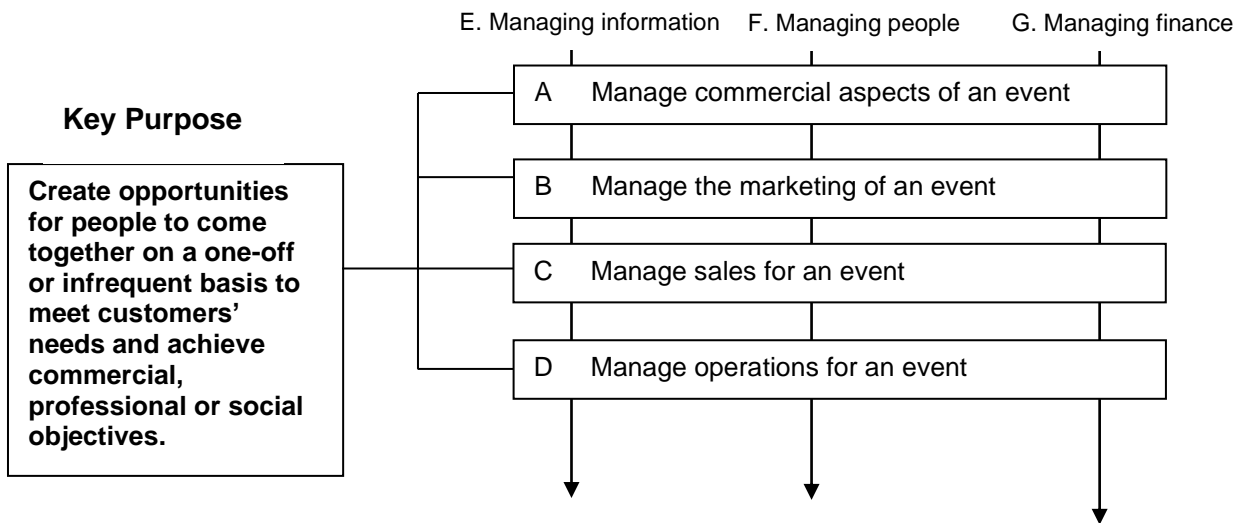 E. Managing information F. Managing people G. Managing finance
A Manage commercial aspects of an event
Key Purpose
B Manage the marketing of an event
Create opportunities
for people to come
together on a one-off
or infrequent basis to
meet customers’
needs and achieve
commercial,
professional or social
objectives.
C Manage sales for an event
D Manage operations for an event